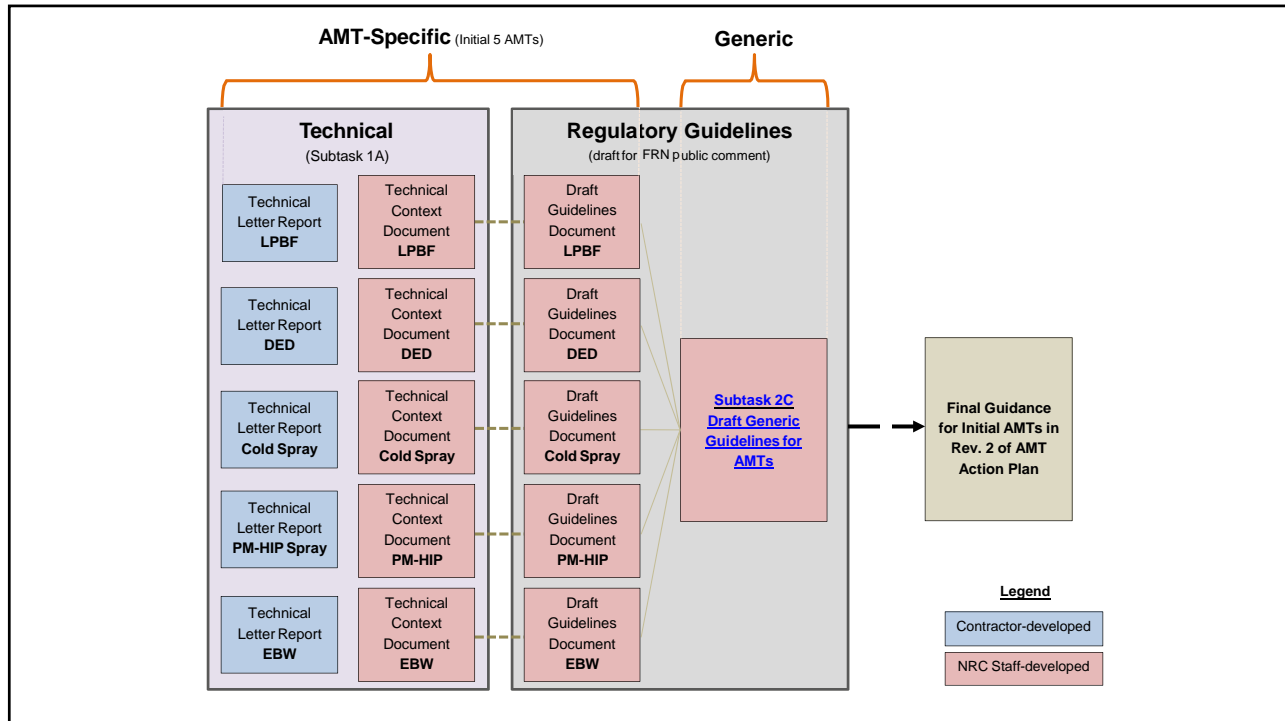 AMT-Specific (Initial 5 AMTs)
Generic
Technical
(Subtask 1A)
Regulatory Guidelines
(draft for FRN public comment)
Technical
Letter Report
LPBF
Technical
Context
Document
LPBF
Draft
Guidelines
Document
LPBF
Technical
Letter Report
DED
Technical
Context
Document
DED
Draft
Guidelines
Document
DED
Technical
Letter Report
Cold Spray
Technical
Context
Document
Cold Spray
Draft
Guidelines
Document
Cold Spray
Technical
Letter Report
PM-HIP Spray
Technical
Context
Document
PM-HIP
Draft
Guidelines
Document
PM-HIP
Technical
Letter Report
EBW
Technical
Context
Document
EBW
Draft
Guidelines
Document
EBW
Subtask 2C
Draft Generic
Guidelines for
AMTs
Final Guidance
for Initial AMTs in
Rev. 2 of AMT
Action Plan
Legend
Contractor-developed
NRC Staff-developed